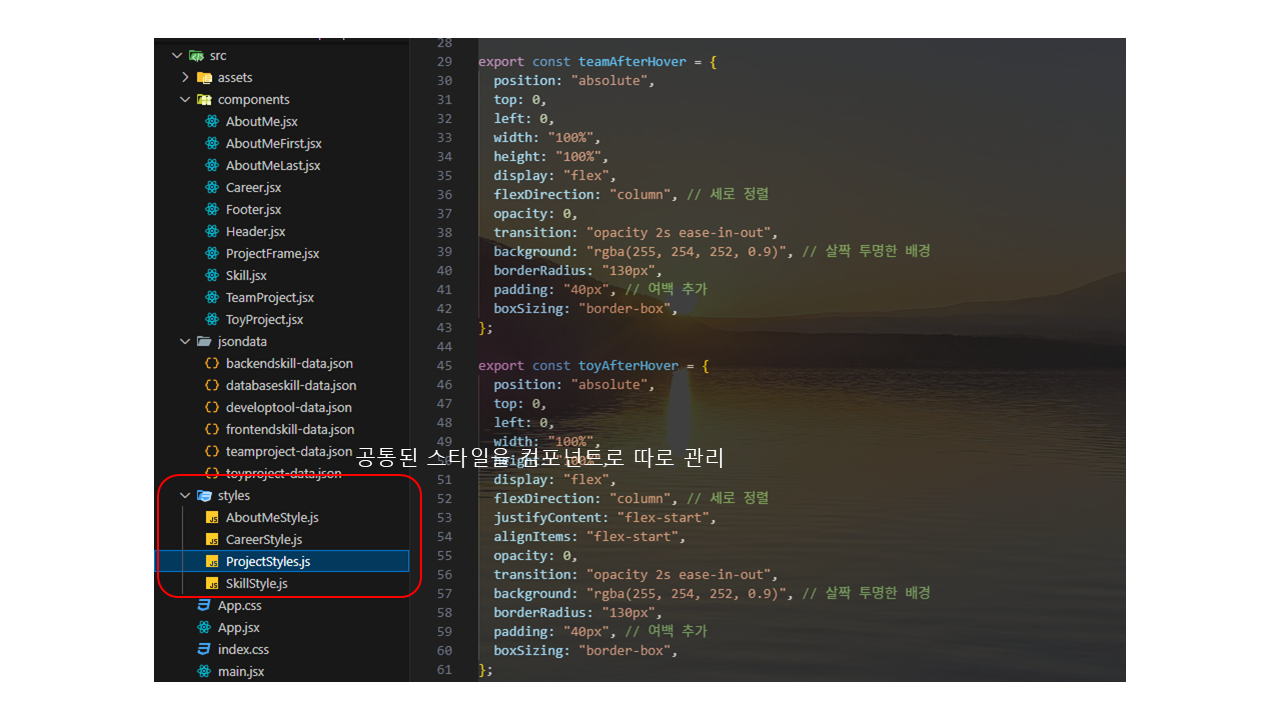 src
assets
components
AboutMe.jsx
AboutMeFirst.jsx
AboutMeLast.jsx
Career.jsx
Footer.jsx
Header.jsx
ProjectFrame.jsx
Skill.jsx
TeamProject.jsx
ToyProject.jsx
jsondata
backendskill-data.json
databaseskill-data.json
developtool-data.json
frontendskill-data.json
teamproject-data.json
toyproject-data.json
styles
JS AboutMeStyle.js
JS CareerStyle.js
JS ProjectStyles.js
JS SkillStyle.js
App.css
App.jsx
index.css
main.jsx
공통된 스타일을 컴포넌트로 따로 관리
28
29 export const teamAfterHover = {
30 position: "absolute",
31 top: 0,
32 left: 0,
33 width: "100%",
34 height: "100%",
35 display: "flex",
36 flexDirection: "column", // 세로 정렬
37 opacity: 0,
38 transition: "opacity 2s ease-in-out",
39 background: "rgba(255, 254, 252, 0.9)", // 살짝 투명한 배경
40 borderRadius: "130px",
41 padding: "40px", // 여백 추가
42 boxSizing: "border-box",
43 };
44
45 export const toyAfterHover = {
46 position: "absolute",
47 top: 0,
48 left: 0,
49 width: "100%",
50 height: "100%",
51 display: "flex",
52 flexDirection: "column", // 세로 정렬
53 justifyContent: "flex-start",
54 alignItems: "flex-start",
55 opacity: 0,
56 transition: "opacity 2s ease-in-out",
57 background: "rgba(255, 254, 252, 0.9)", // 살짝 투명한 배경
58 borderRadius: "130px",
59 padding: "40px", // 여백 추가
60 boxSizing: "border-box",
61 };